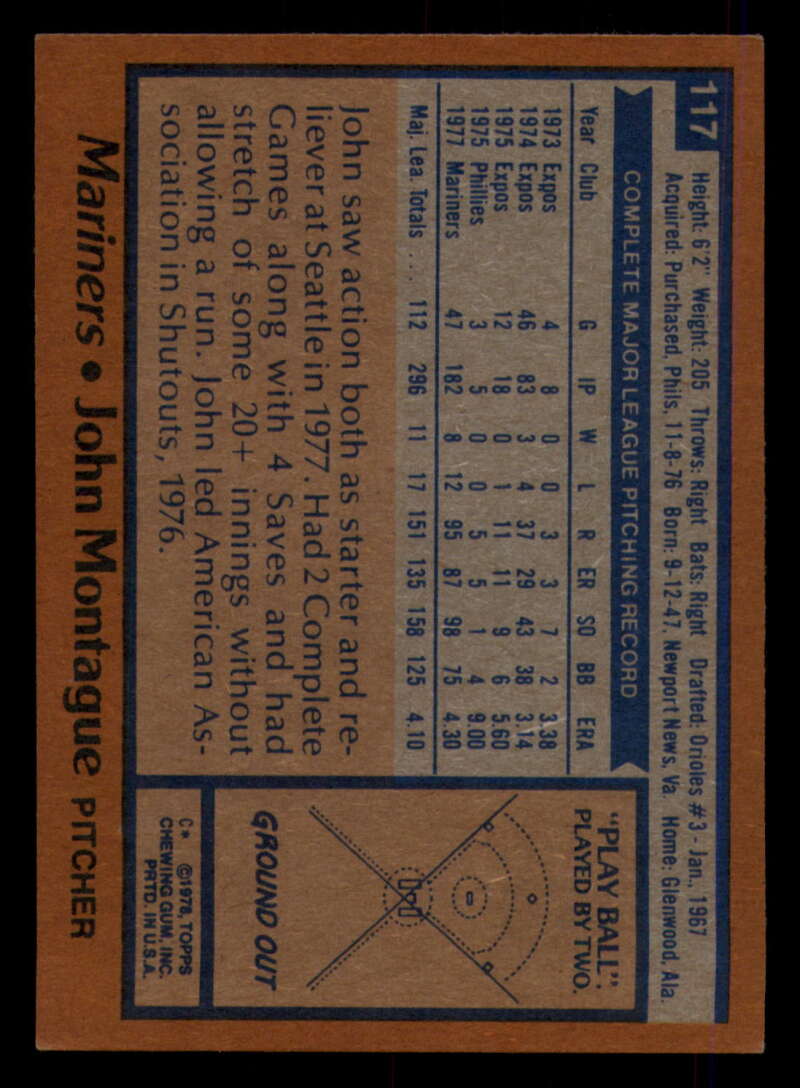 117
Height: 6'2" Weight: 205 Throws: Right Bats: Right Drafted: Orioles #3 - Jan., 1967
Acquired: Purchased, Phils, 11-8-76 Born: 9-12-47, Newport News, Va. Home: Glenwood, Ala.
COMPLETE MAJOR LEAGUE PITCHING RECORD
Year Club G IP W L R ER SO BB ERA
1973 Expos 4 8 0 0 3 3 7 2 3.38
1974 Expos 46 83 3 4 37 29 43 38 3.14
1975 Expos 12 18 0 1 11 11 9 6 5.60
1975 Phillies 3 5 0 0 5 5 1 4 9.00
1977 Mariners 47 182 8 12 95 87 98 75 4.30
Maj. Lea. Totals . . . 112 296 11 17 151 135 158 125 4.10
John saw action both as starter and re-
liever at Seattle in 1977. Had 2 Complete
Games along with 4 Saves and had
stretch of some 20+ innings without
allowing a run. John led American As-
sociation in Shutouts, 1976.
"PLAY BALL".
PLAYED BY TWO.
GROUND OUT
C* ©1978, TOPPS
CHEWING GUM, INC.
PRTD. IN U.S.A.
Mariners • John Montague PITCHER